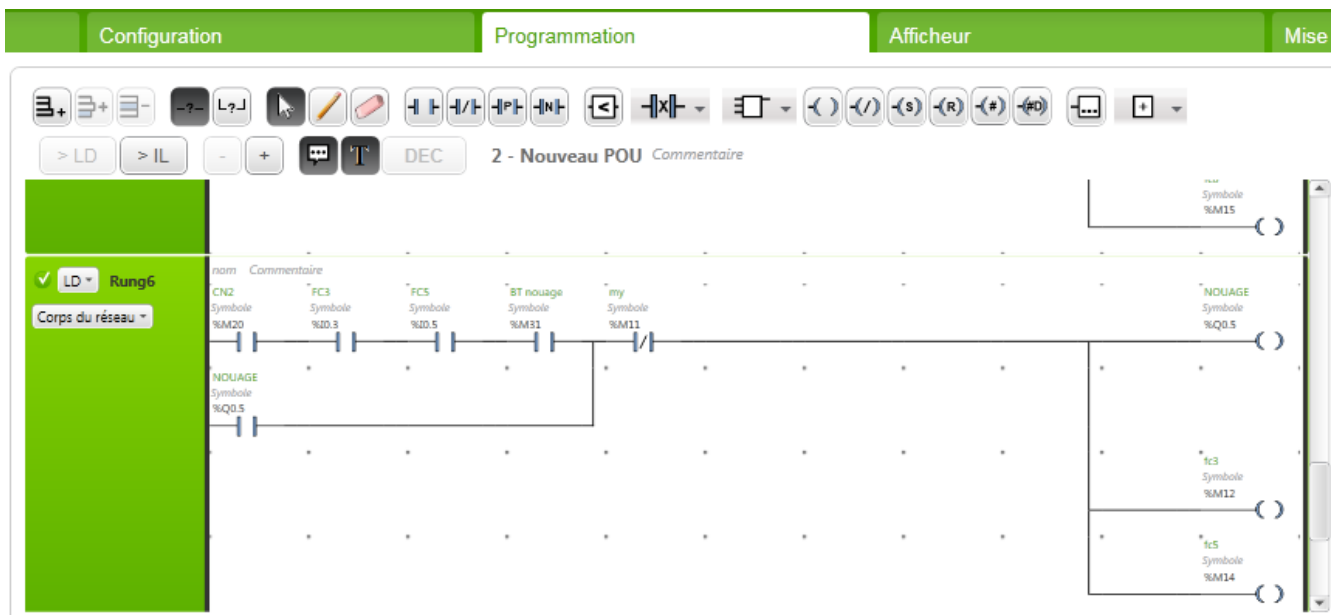 Configuration Programmation Afficheur Mise
> LD > IL - + T DEC 2 - Nouveau POU Commentaire
Symbole
%M15
LD Rung6
Corps du réseau
nom Commentaire
CN2 FC3 FC5 BT nouage my NOUAGE
Symbole Symbole Symbole Symbole Symbole Symbole
%M20 %I0.3 %I0.5 %M31 %M11 %Q0.5
NOUAGE
Symbole
%Q0.5
fc3
Symbole
%M12
fc5
Symbole
%M14